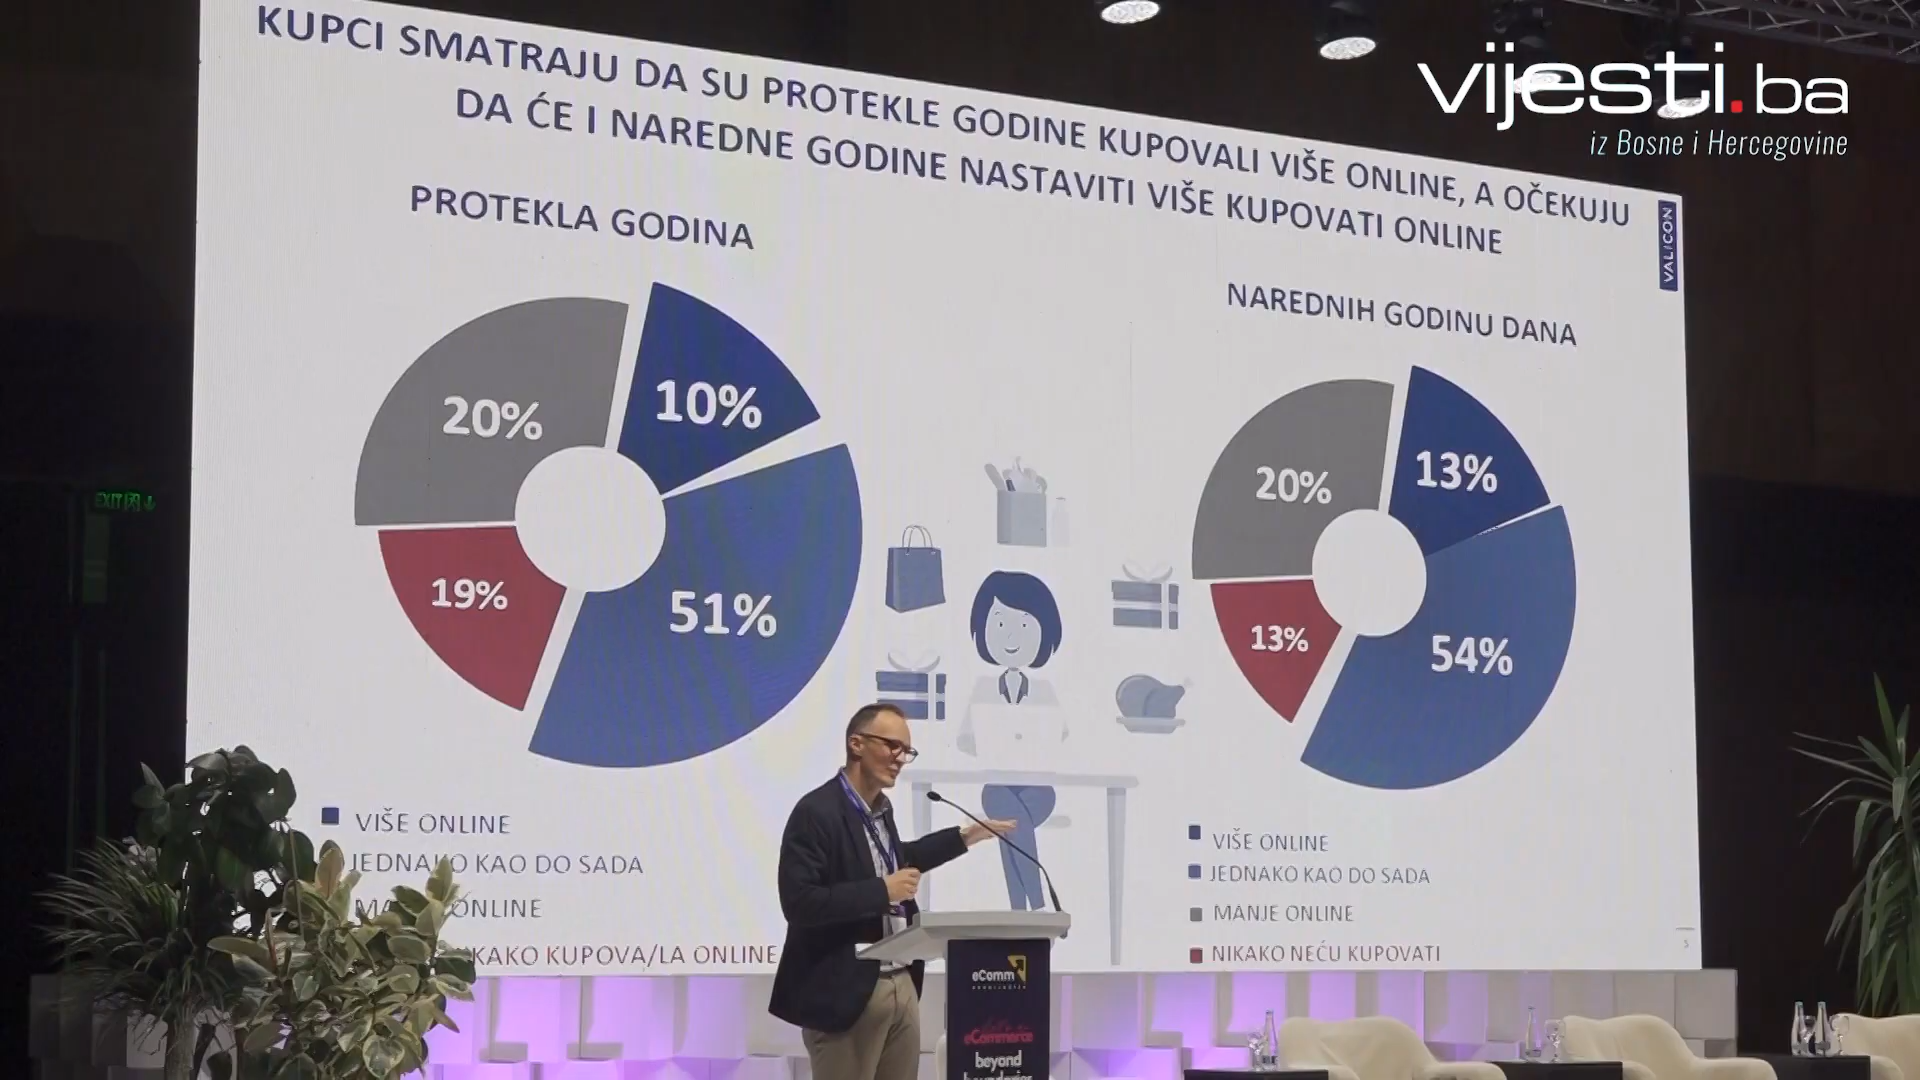 KUPCI SMATRAJU DA SU PROTEKLE GODINE KUPOVALI VIŠE ONLINE, A OČEKUJU
DA ĆE I NAREDNE GODINE NASTAVITI VIŠE KUPOVATI ONLINE
vijesti.ba
iz Bosne i Hercegovine
VALICON
PROTEKLA GODINA
20%
10%
19%
51%
VIŠE ONLINE
JEDNAKO KAO DO SADA
ONLINE
KUPOVA/LA ONLINE
NAREDNIH GODINU DANA
20%
13%
13%
54%
VIŠE ONLINE
JEDNAKO KAO DO SADA
MANJE ONLINE
NIKAKO NEĆU KUPOVATI
EXIT
eComm
eCommerce
beyond